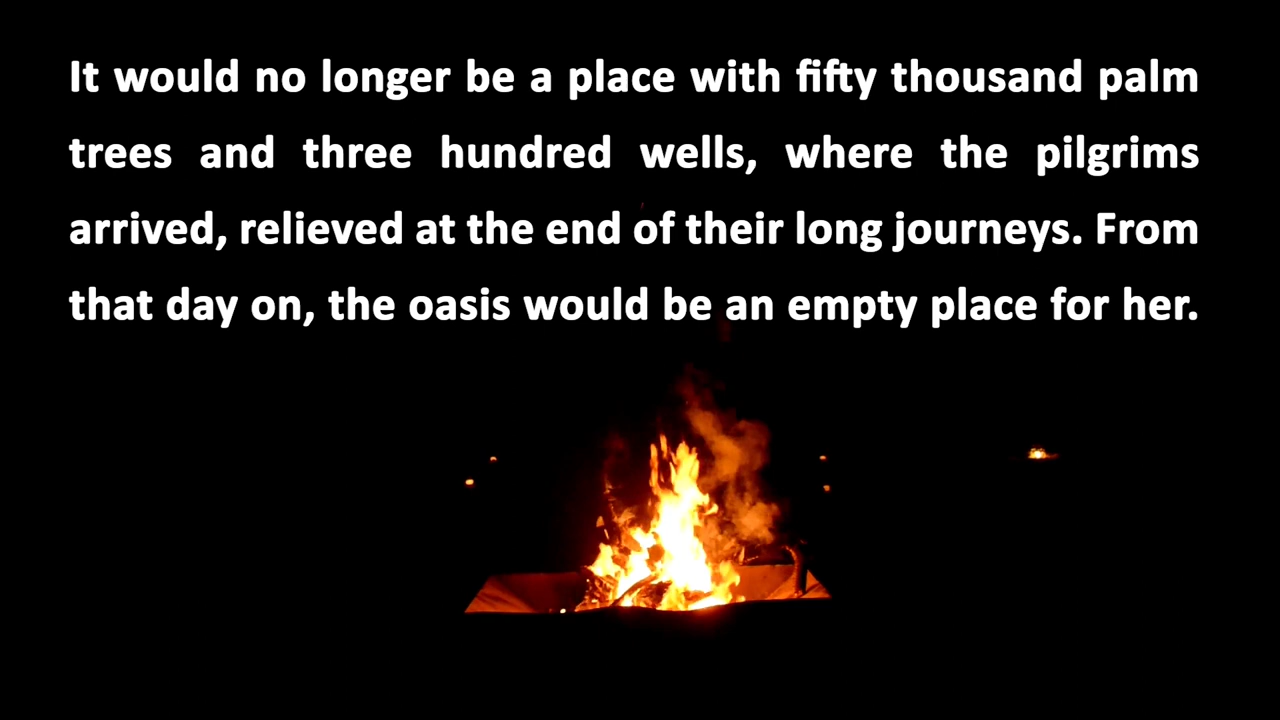 It would no longer be a place with fifty thousand palm
trees and three hundred wells, where the pilgrims
arrived, relieved at the end of their long journeys. From
that day on, the oasis would be an empty place for her.